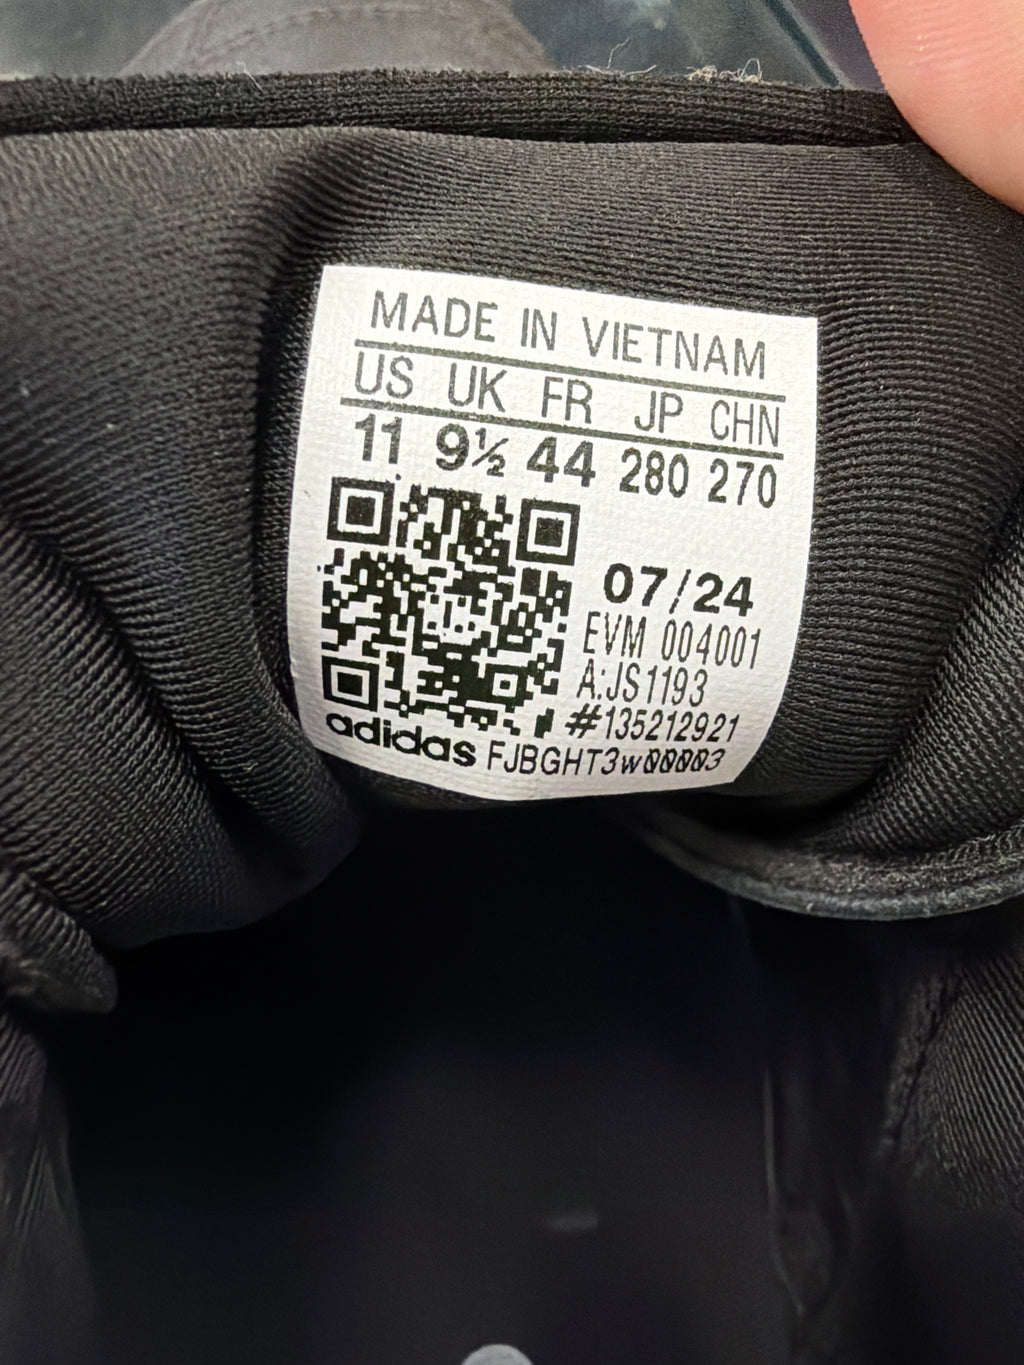 MADE IN VIETNAM
US UK FR JP CHN
11 9½ 44 280 270
07/24
EVM 004001
A:JS1193
#135212921
adidas FJBGHT3w00003